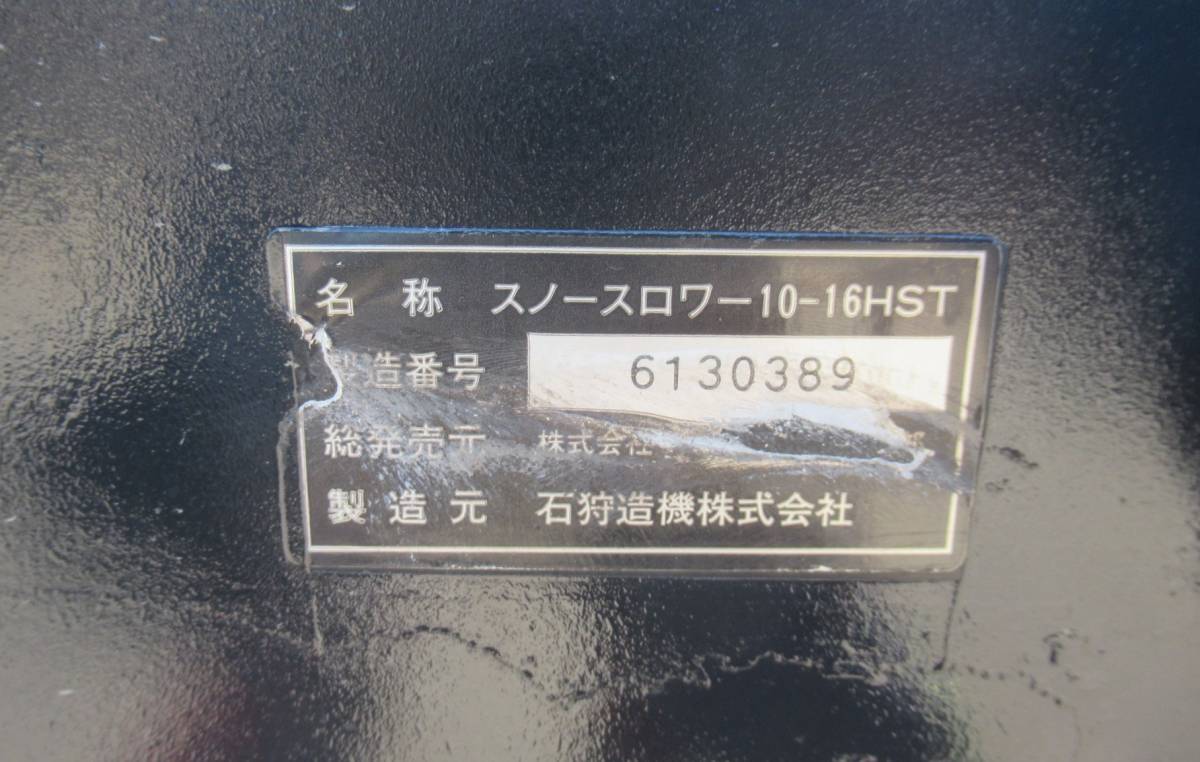 名 称 スノースロワー10-16HST
製造番号 6130389
総発売元 株式会社
製造元 石狩造機株式会社